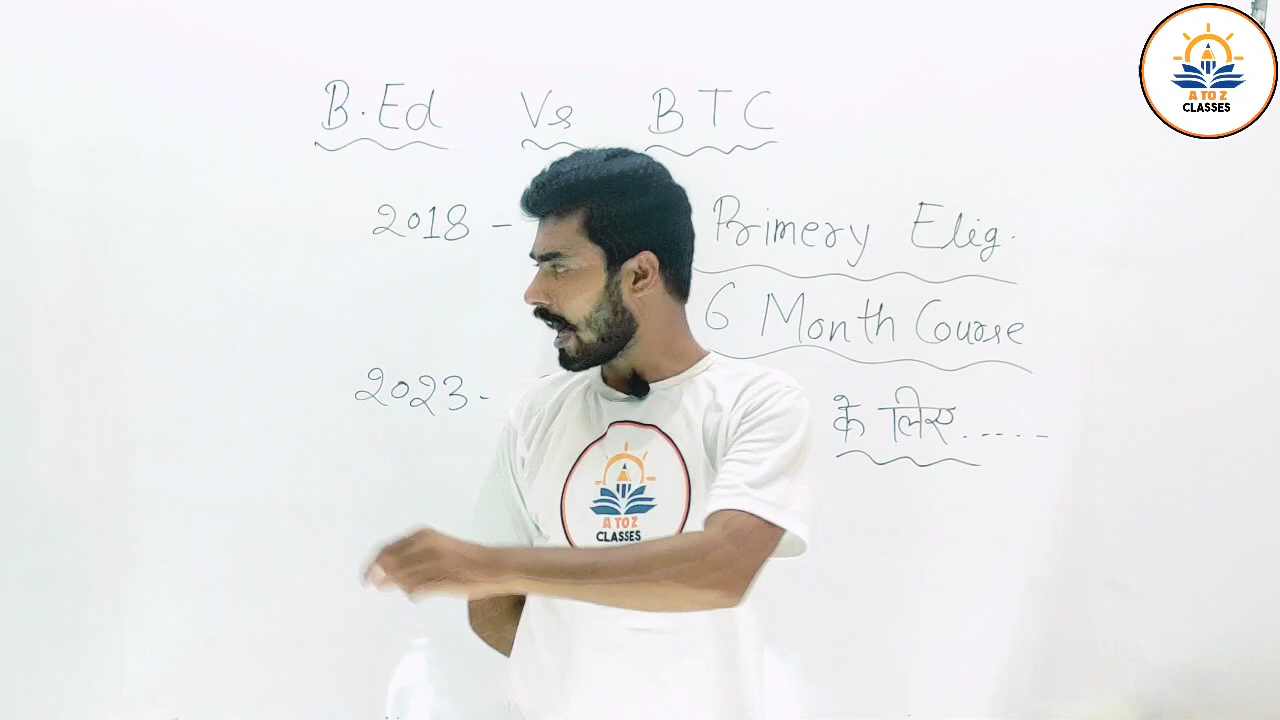 A TO Z
CLASSES
B.Ed Vs BTC
2018 - Primery Elig.
6 Month Course
2023 - के लिए.....
A TO Z
CLASSES